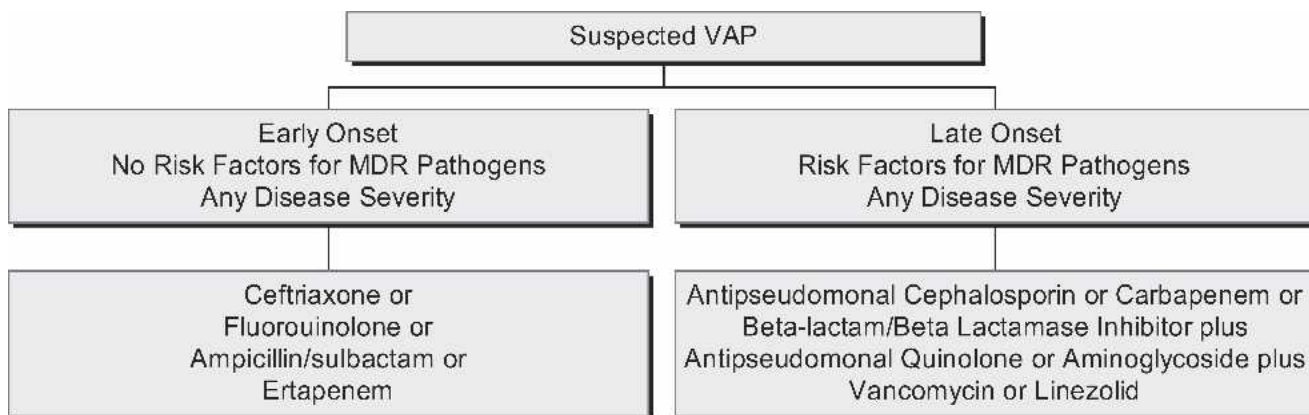 Suspected VAP
Early Onset
No Risk Factors for MDR Pathogens
Any Disease Severity
Late Onset
Risk Factors for MDR Pathogens
Any Disease Severity
Ceftriaxone or
Fluorouinolone or
Ampicillin/sulbactam or
Ertapenem
Antipseudomonal Cephalosporin or Carbapenem or
Beta-lactam/Beta Lactamase Inhibitor plus
Antipseudomonal Quinolone or Aminoglycoside plus
Vancomycin or Linezolid